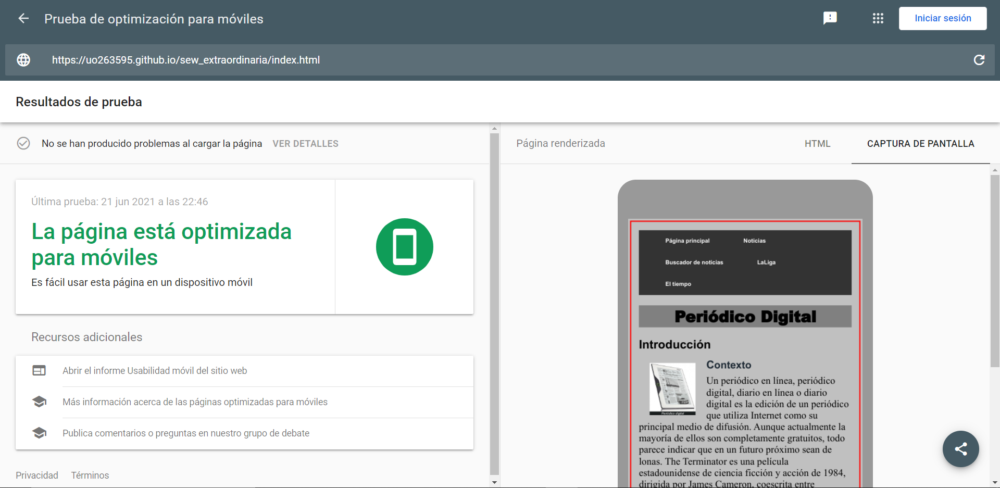 Prueba de optimización para móviles
Iniciar sesión
https://uo263595.github.io/sew_extraordinaria/index.html
Resultados de prueba
No se han producido problemas al cargar la página VER DETALLES
Última prueba: 21 jun 2021 a las 22:46
La página está optimizada
para móviles
Es fácil usar esta página en un dispositivo móvil
Recursos adicionales
Abrir el informe Usabilidad móvil del sitio web
Más información acerca de las páginas optimizadas para móviles
Publica comentarios o preguntas en nuestro grupo de debate
Privacidad Términos
Página renderizada HTML CAPTURA DE PANTALLA
Página principal Noticias
Buscador de noticias LaLiga
El tiempo
Periódico Digital
Introducción
Periódico digital
Contexto
Un periódico en línea, periódico
digital, diario en línea o diario
digital es la edición de un periódico
que utiliza Internet como su
principal medio de difusión. Aunque actualmente la
mayoría de ellos son completamente gratuitos, todo
parece indicar que en un futuro próximo sean de
lonas. The Terminator es una película
estadounidense de ciencia ficción y acción de 1984,
dirigida por James Cameron, coescrita entre